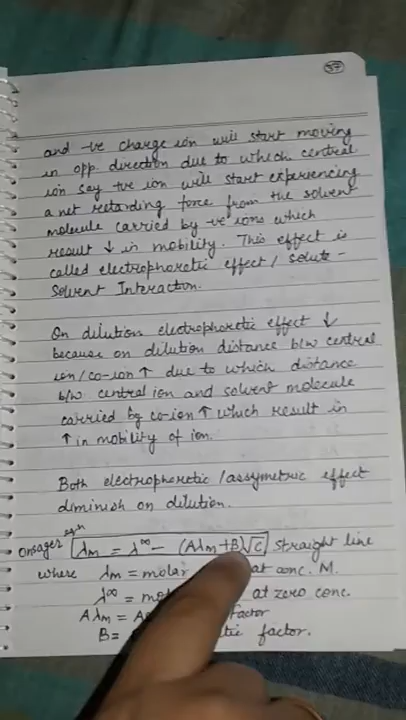 37
and -ve charge ion will start moving
in opp. direction due to which central
ion say +ve ion will start experiencing
a net retarding force from the solvent
molecule carried by -ve ions which
result ↓ in mobility. This effect is
called electrophoretic effect / solute-
Solvent Interaction.
On dilution electrophoretic effect ↓
because on dilution distance b/w central
ion/co-ion ↑ due to which distance
b/w central ion and solvent molecule
carried by co-ion ↑ which result in
↑ in mobility of ion.
Both electrophoretic /assymetric effect
diminish on dilution.
Onsager eqn λm = λ∞ - (Aλm + B)√c straight line
where λm = molar at conc. M.
λ∞ = at zero conc.
Aλm = factor
B = factor.